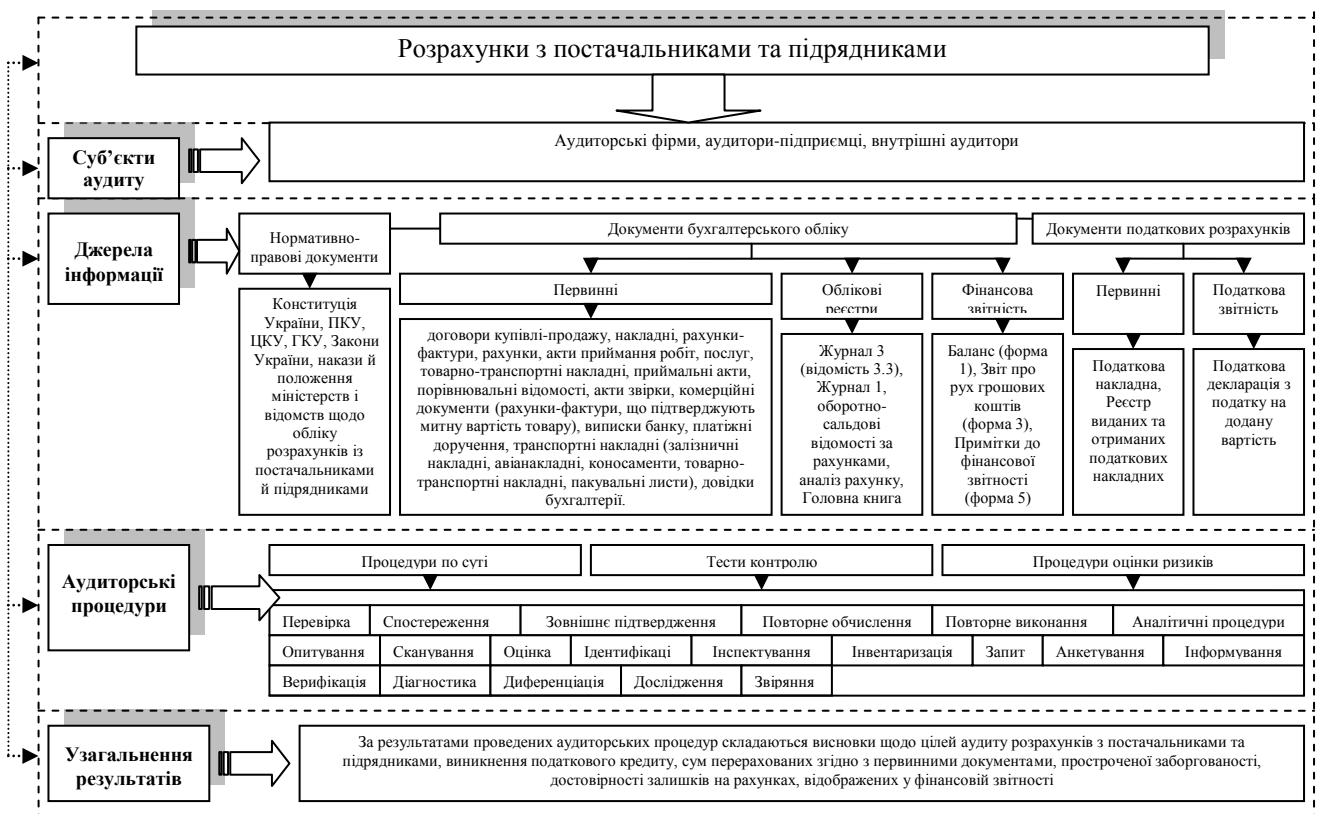 Розрахунки з постачальниками та підрядниками
Суб’єкти
аудиту
Аудиторські фірми, аудитори-підприємці, внутрішні аудитори
Джерела
інформації
Нормативно-
правові документи
Документи бухгалтерського обліку
Документи податкових розрахунків
Первинні
Облікові
реєстри
Фінансова
звітність
Первинні
Податкова
звітність
Конституція
України, ПКУ,
ЦКУ, ГКУ, Закони
України, накази й
положення
міністерств і
відомств щодо
обліку
розрахунків із
постачальниками
й підрядниками
договори купівлі-продажу, накладні, рахунки-
фактури, рахунки, акти приймання робіт, послуг,
товарно-транспортні накладні, приймальні акти,
порівнювальні відомості, акти звірки, комерційні
документи (рахунки-фактури, що підтверджують
митну вартість товару), виписки банку, платіжні
доручення, транспортні накладні (залізничні
накладні, авіанакладні, коносаменти, товарно-
транспортні накладні, пакувальні листи), довідки
бухгалтерії.
Журнал 3
(відомість 3.3),
Журнал 1,
оборотно-
сальдові
відомості за
рахунками,
аналіз рахунку,
Головна книга
Баланс (форма
1), Звіт про
рух грошових
коштів
(форма 3),
Примітки до
фінансової
звітності
(форма 5)
Податкова
накладна,
Реєстр
виданих та
отриманих
податкових
накладних
Податкова
декларація з
податку на
додану
вартість
Аудиторські
процедури
Процедури по суті
Тести контролю
Процедури оцінки ризиків
Перевірка Спостереження Зовнішнє підтвердження Повторне обчислення Повторне виконання Аналітичні процедури
Опитування Сканування Оцінка Ідентифікаці Інспектування Інвентаризація Запит Анкетування Інформування
Верифікація Діагностика Диференціація Дослідження Звіряння
Узагальнення
результатів
За результатами проведених аудиторських процедур складаються висновки щодо цілей аудиту розрахунків з постачальниками та
підрядниками, виникнення податкового кредиту, сум перерахованих згідно з первинними документами, простроченої заборгованості,
достовірності залишків на рахунках, відображених у фінансовій звітності